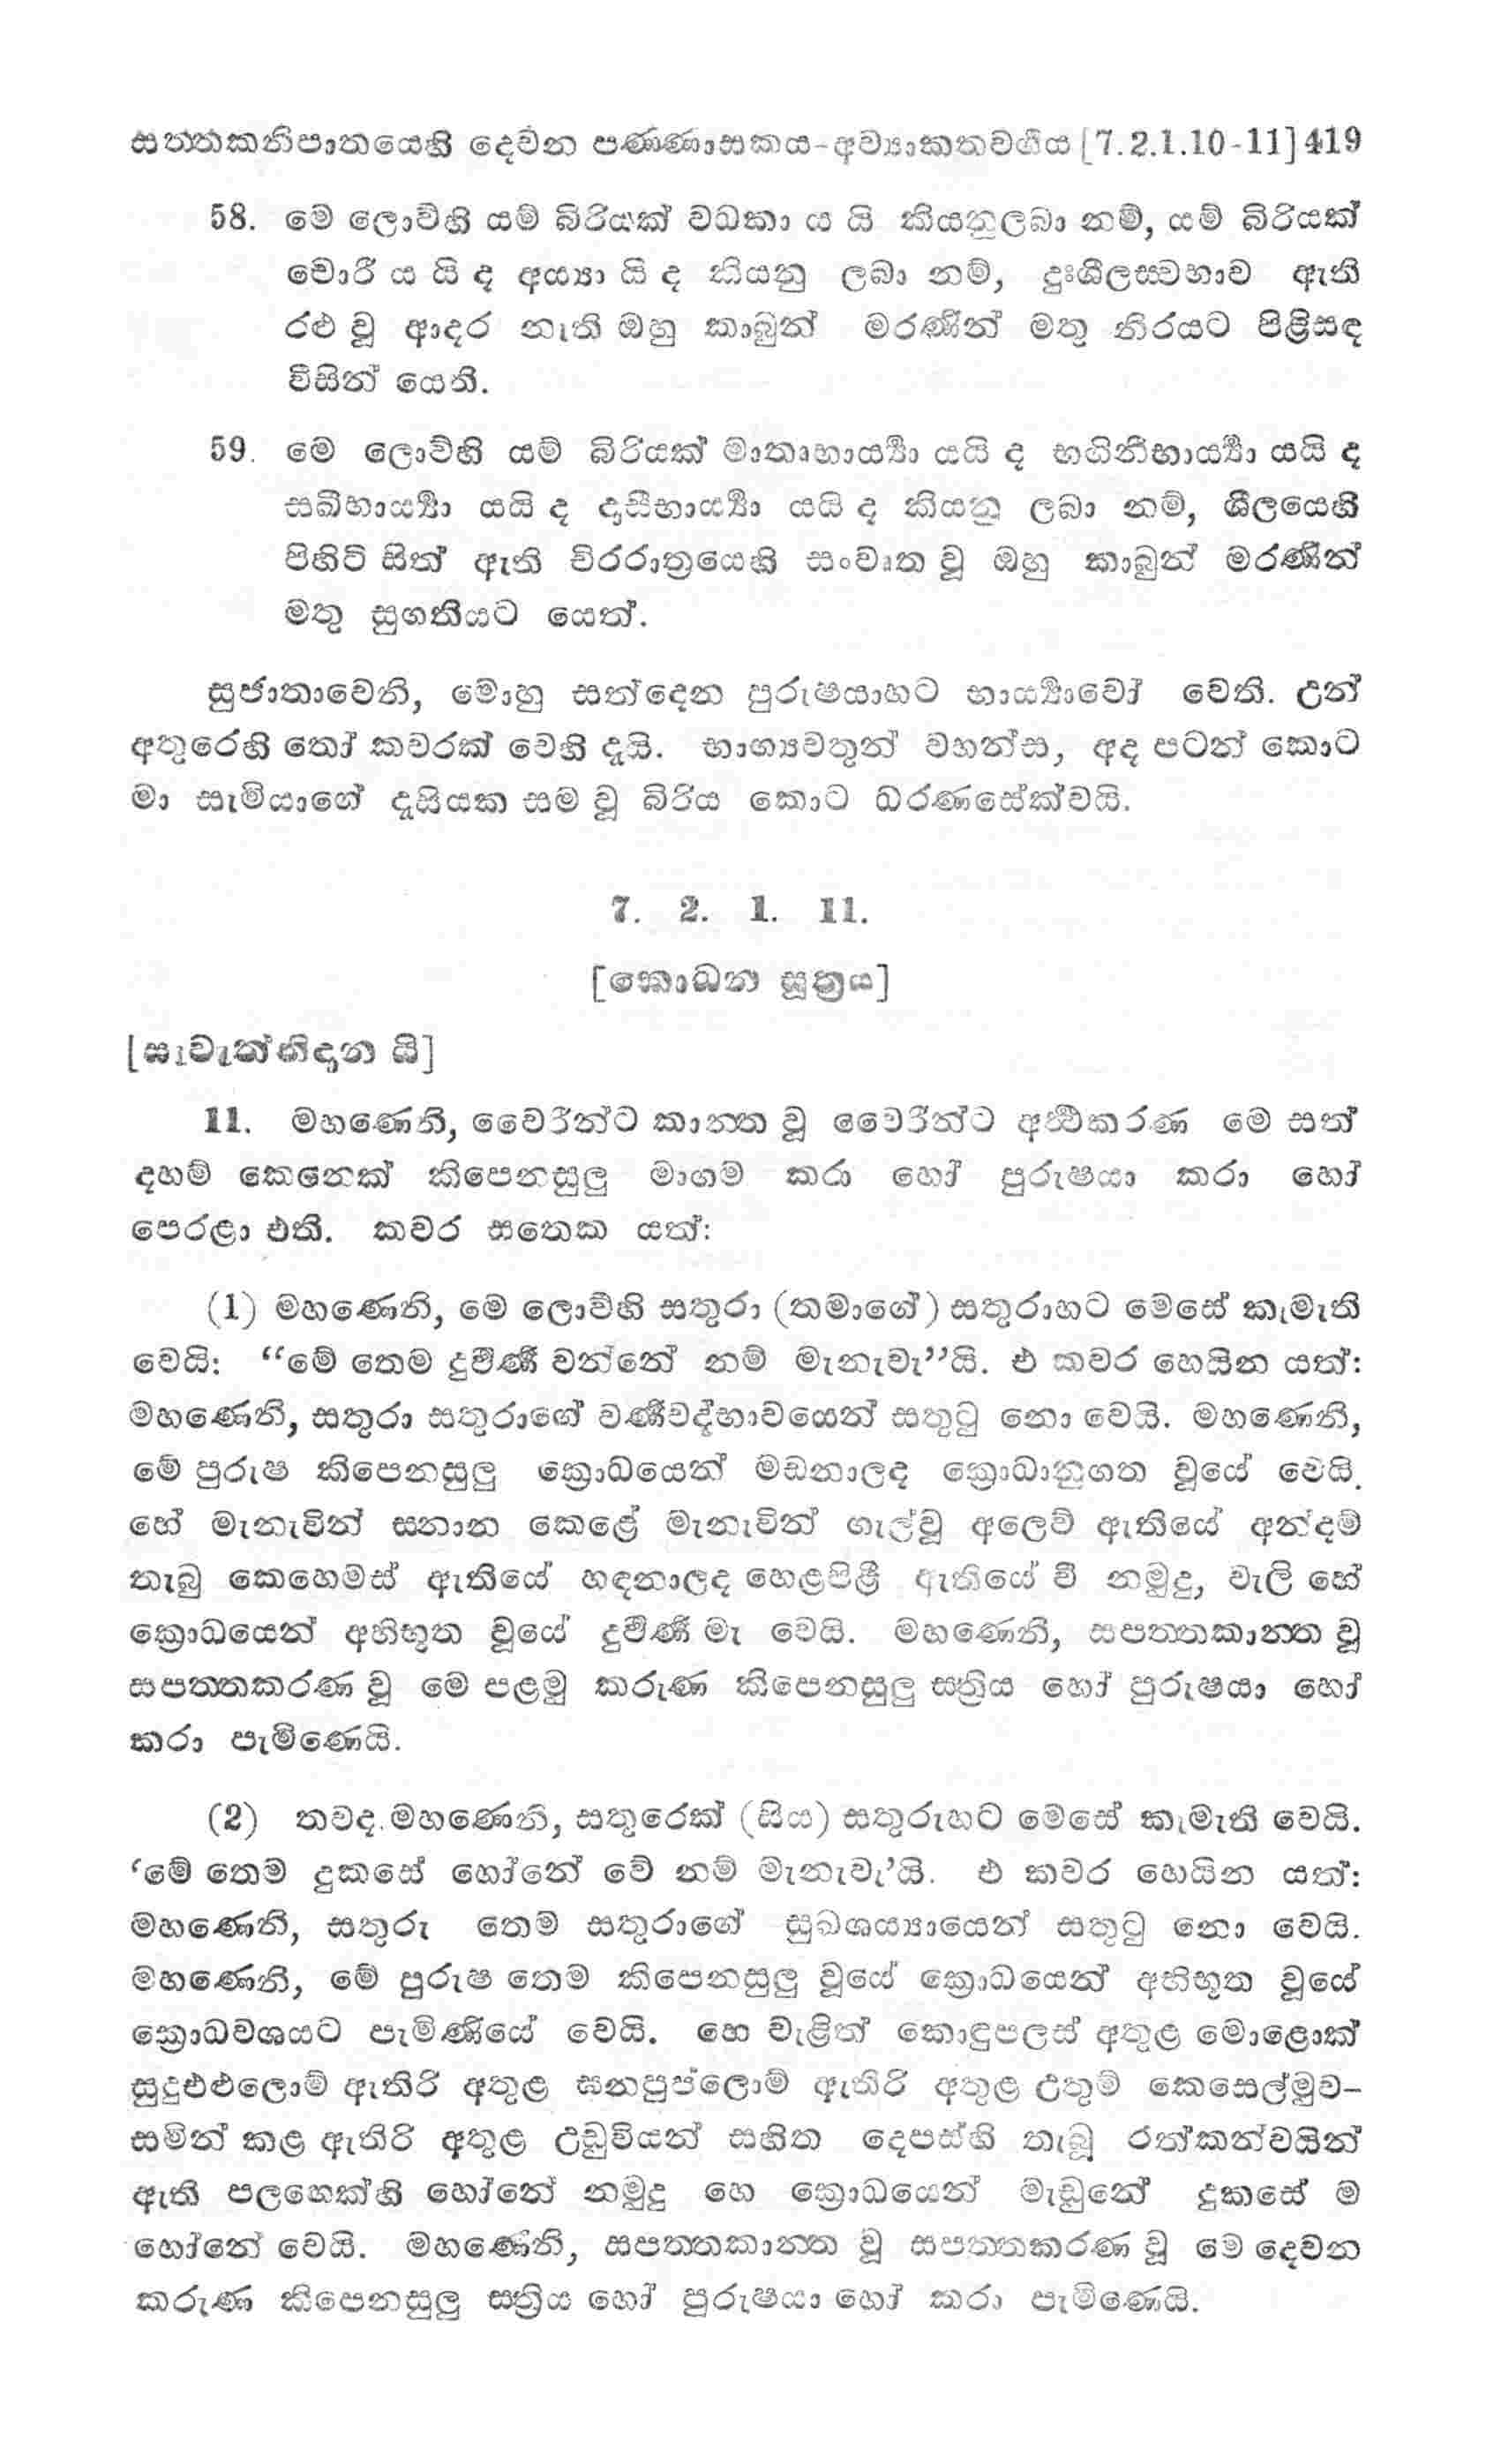 සත්තකනිපාතයෙහි දෙවන පණ්ණාසකය-අව්‍යාකතවර්ගය [7.2.1.10-11] 419
58. මේ ලොව්හි යම් බිරියක් වධකා ය යි කියනුලබා නම්, යම් බිරියක්
චොරී ය යි ද අය්‍යා යි ද කියනු ලබා නම්, දුඃශීලස්වභාව ඇති
රළු වූ ආදර නැති ඔහු කාබුන් මරණින් මතු නිරයට පිළිසඳ
විසින් යෙති.
59. මේ ලොව්හි යම් බිරියක් මාතෘභාර්‍ය්‍යා යයි ද භගිනීභාර්‍ය්‍යා යයි ද
සඛීභාර්‍ය්‍යා යයි ද දාසීභාර්‍ය්‍යා යයි ද කියනු ලබා නම්, ශීලයෙහි
පිහිටි සිත් ඇති චිරරාත්‍රයෙහි සංවෘත වූ ඔහු කාබුන් මරණින්
මතු සුගතියට යෙත්.
සුජාතාවෙනි, මොහු සත්දෙන පුරුෂයාහට භාර්‍ය්‍යාවෝ වෙති. උන්
අතුරෙහි තෝ කවරක් වෙහි දැයි. භාග්‍යවතුන් වහන්ස, අද පටන් කොට
මා සැමියාගේ දැසියක සම වූ බිරිය කොට ධරණසේක්වයි.
7. 2. 1. 11.
[කොධන සූත්‍රය]
[සැවැත්නිදාන යි]
11. මහණෙනි, වෛරීන්ට කාන්ත වූ වෛරීන්ට අර්ථකරණ මේ සත්
දහම් කෙනෙක් කිපෙනසුලු මාගම කරා හෝ පුරුෂයා කරා හෝ
පෙරළා එති. කවර සතෙක යත්:
(1) මහණෙනි, මේ ලොව්හි සතුරා (තමාගේ) සතුරාහට මෙසේ කැමැති
වෙයි: “මේ තෙම දුර්වර්ණ වන්නේ නම් මැනැවැ”යි. එ කවර හෙයින යත්:
මහණෙනි, සතුරා සතුරාගේ වර්ණවද්භාවයෙන් සතුටු නො වෙයි. මහණෙනි,
මේ පුරුෂ කිපෙනසුලු ක්‍රොධයෙන් මඩනාලද ක්‍රොධානුගත වූයේ වෙයි.
හේ මැනැවින් ස්නාන කෙළේ මැනැවින් ගැල්වූ අලෙව් ඇතියේ අන්දම්
තැබු කෙහෙමස් ඇතියේ හඳනාලද හෙළපිළී ඇතියේ වී නමුදු, වැලි හේ
ක්‍රොධයෙන් අභිභූත වූයේ දුර්වර්ණ මැ වෙයි. මහණෙනි, සපත්තකාන්ත වූ
සපත්තකරණ වූ මේ පළමු කරුණ කිපෙනසුලු ස්ත්‍රිය හෝ පුරුෂයා හෝ
කරා පැමිණෙයි.
(2) තවද මහණෙනි, සතුරෙක් (සිය) සතුරුහට මෙසේ කැමැති වෙයි.
‘මේ තෙම දුකසේ හෝනේ වේ නම් මැනැවැ’යි. එ කවර හෙයින යත්:
මහණෙනි, සතුරු තෙම සතුරාගේ සුඛශය්‍යායෙන් සතුටු නො වෙයි.
මහණෙනි, මේ පුරුෂ තෙම කිපෙනසුලු වූයේ ක්‍රොධයෙන් අභිභූත වූයේ
ක්‍රොධවශයට පැමිණියේ වෙයි. හෙ වැළිත් කොඳුපලස් අතුළ මොළොක්
සුදුඑළුලොම් ඇතිරි අතුළ ඝනපුප්ලොම් ඇතිරි අතුළ උතුම් කෙසෙල්මුව-
සමින් කළ ඇතිරි අතුළ උඩුවියන් සහිත දෙපස්හි තැබූ රත්කන්වයින්
ඇති පලඟෙක්හි හෝනේ නමුදු හෙ ක්‍රොධයෙන් මැඩුනේ දුකසේ ම
හෝනේ වෙයි. මහණෙනි, සපත්තකාන්ත වූ සපත්තකරණ වූ මේ දෙවන
කරුණ කිපෙනසුලු ස්ත්‍රිය හෝ පුරුෂයා හෝ කරා පැමිණෙයි.